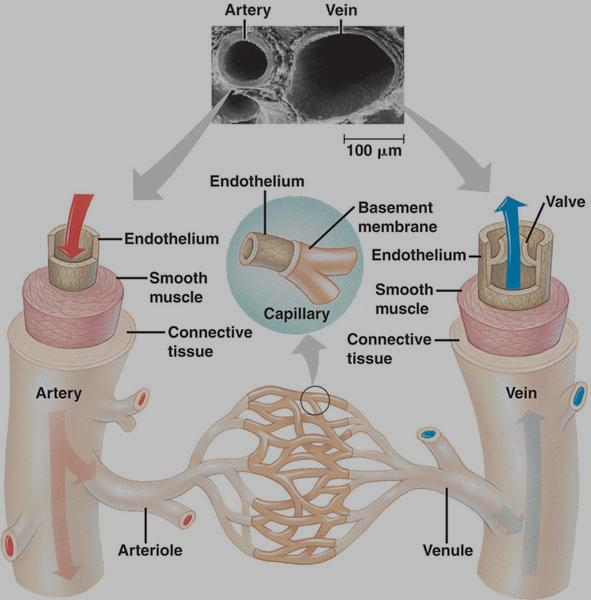 Artery
Vein
100 μm
Endothelium
Basement
membrane
Capillary
Endothelium
Smooth
muscle
Connective
tissue
Artery
Valve
Endothelium
Smooth
muscle
Connective
tissue
Vein
Arteriole
Venule